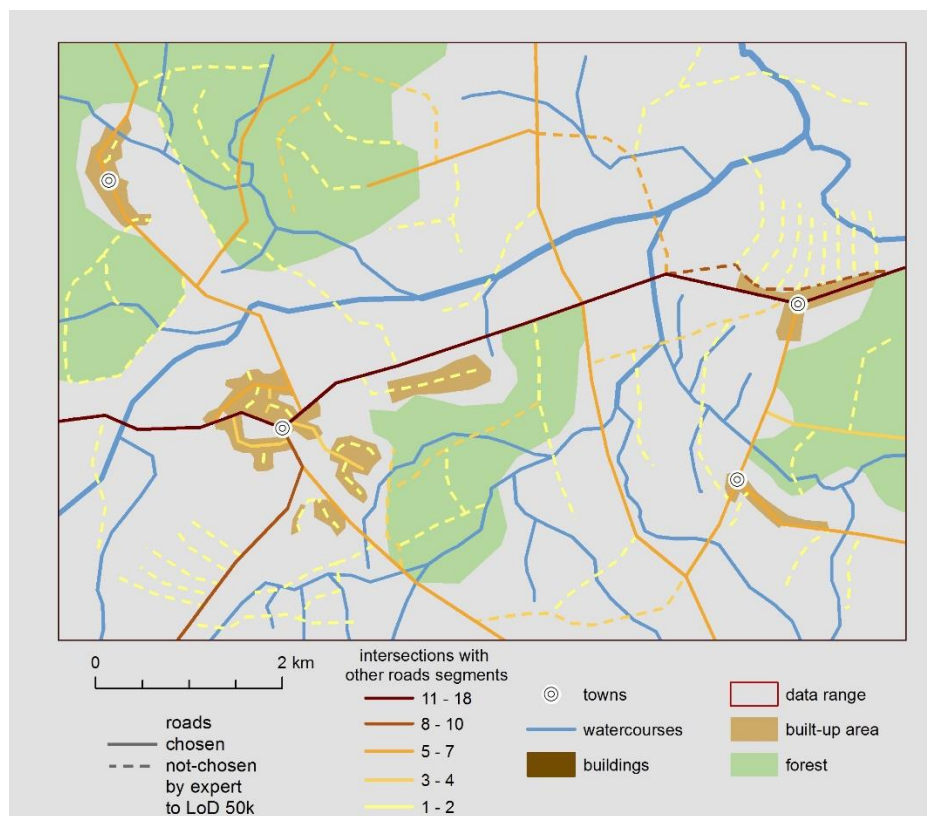 0 2 km
roads
chosen
not-chosen
by expert
to LoD 50k
intersections with
other roads segments
11 - 18
8 - 10
5 - 7
3 - 4
1 - 2
towns
watercourses
buildings
data range
built-up area
forest